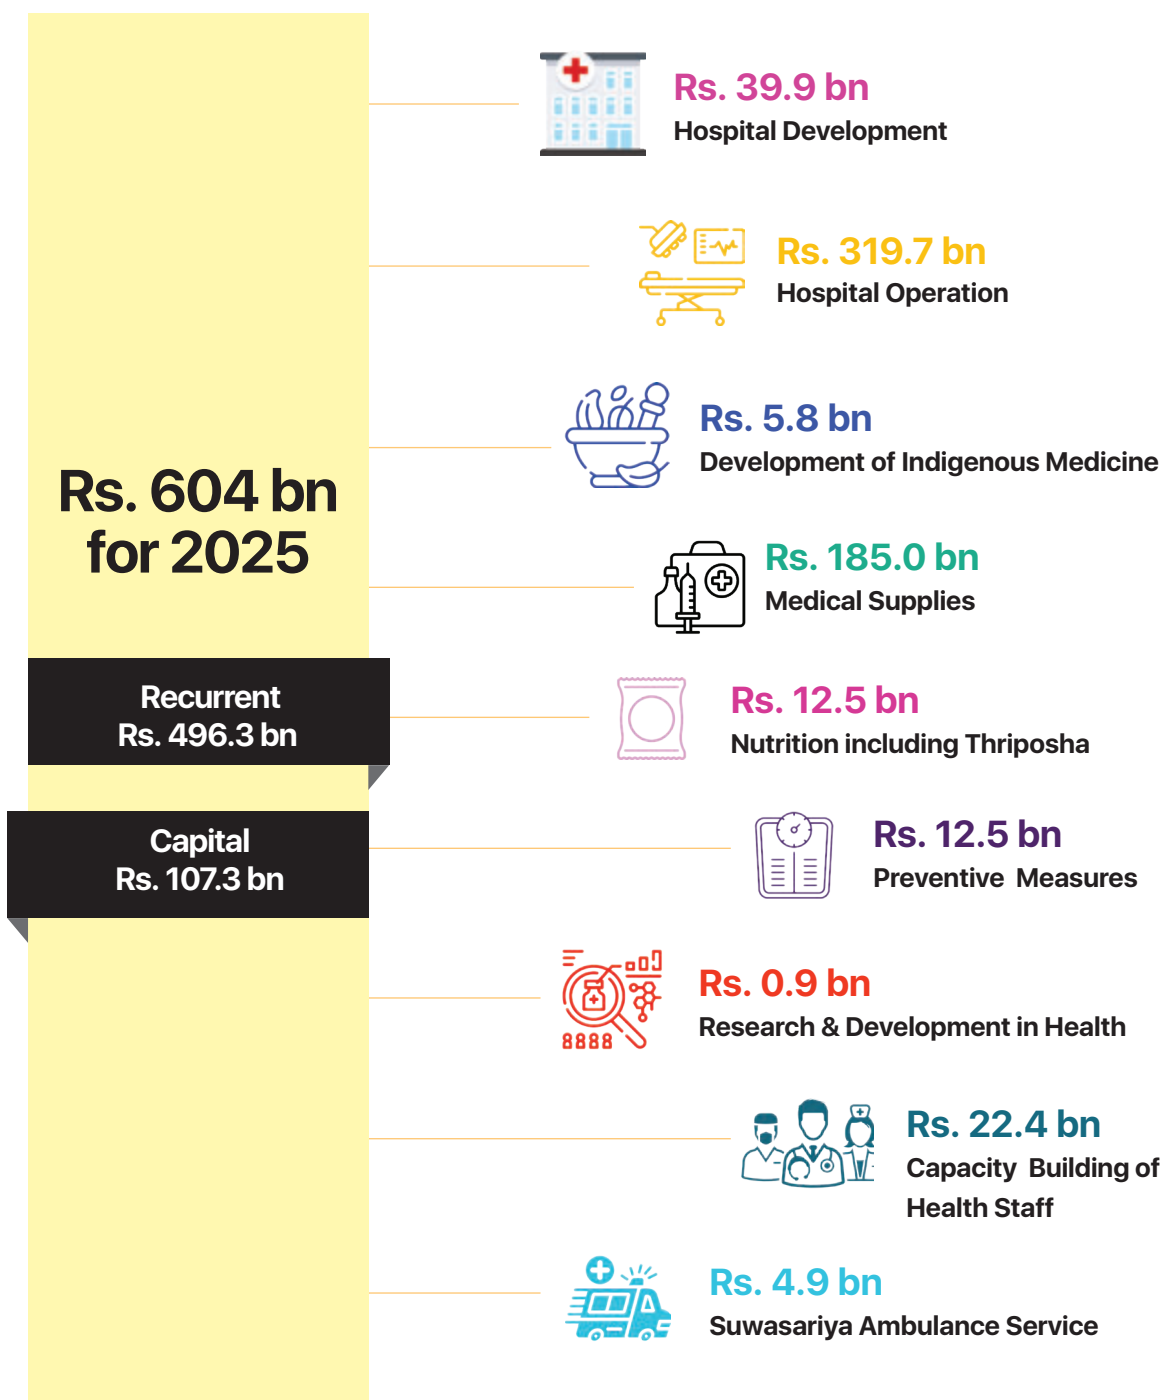 Rs. 604 bn
for 2025
Recurrent
Rs. 496.3 bn
Capital
Rs. 107.3 bn
Rs. 39.9 bn
Hospital Development
Rs. 319.7 bn
Hospital Operation
Rs. 5.8 bn
Development of Indigenous Medicine
Rs. 185.0 bn
Medical Supplies
Rs. 12.5 bn
Nutrition including Thriposha
Rs. 12.5 bn
Preventive Measures
Rs. 0.9 bn
Research & Development in Health
Rs. 22.4 bn
Capacity Building of
Health Staff
Rs. 4.9 bn
Suwasariya Ambulance Service